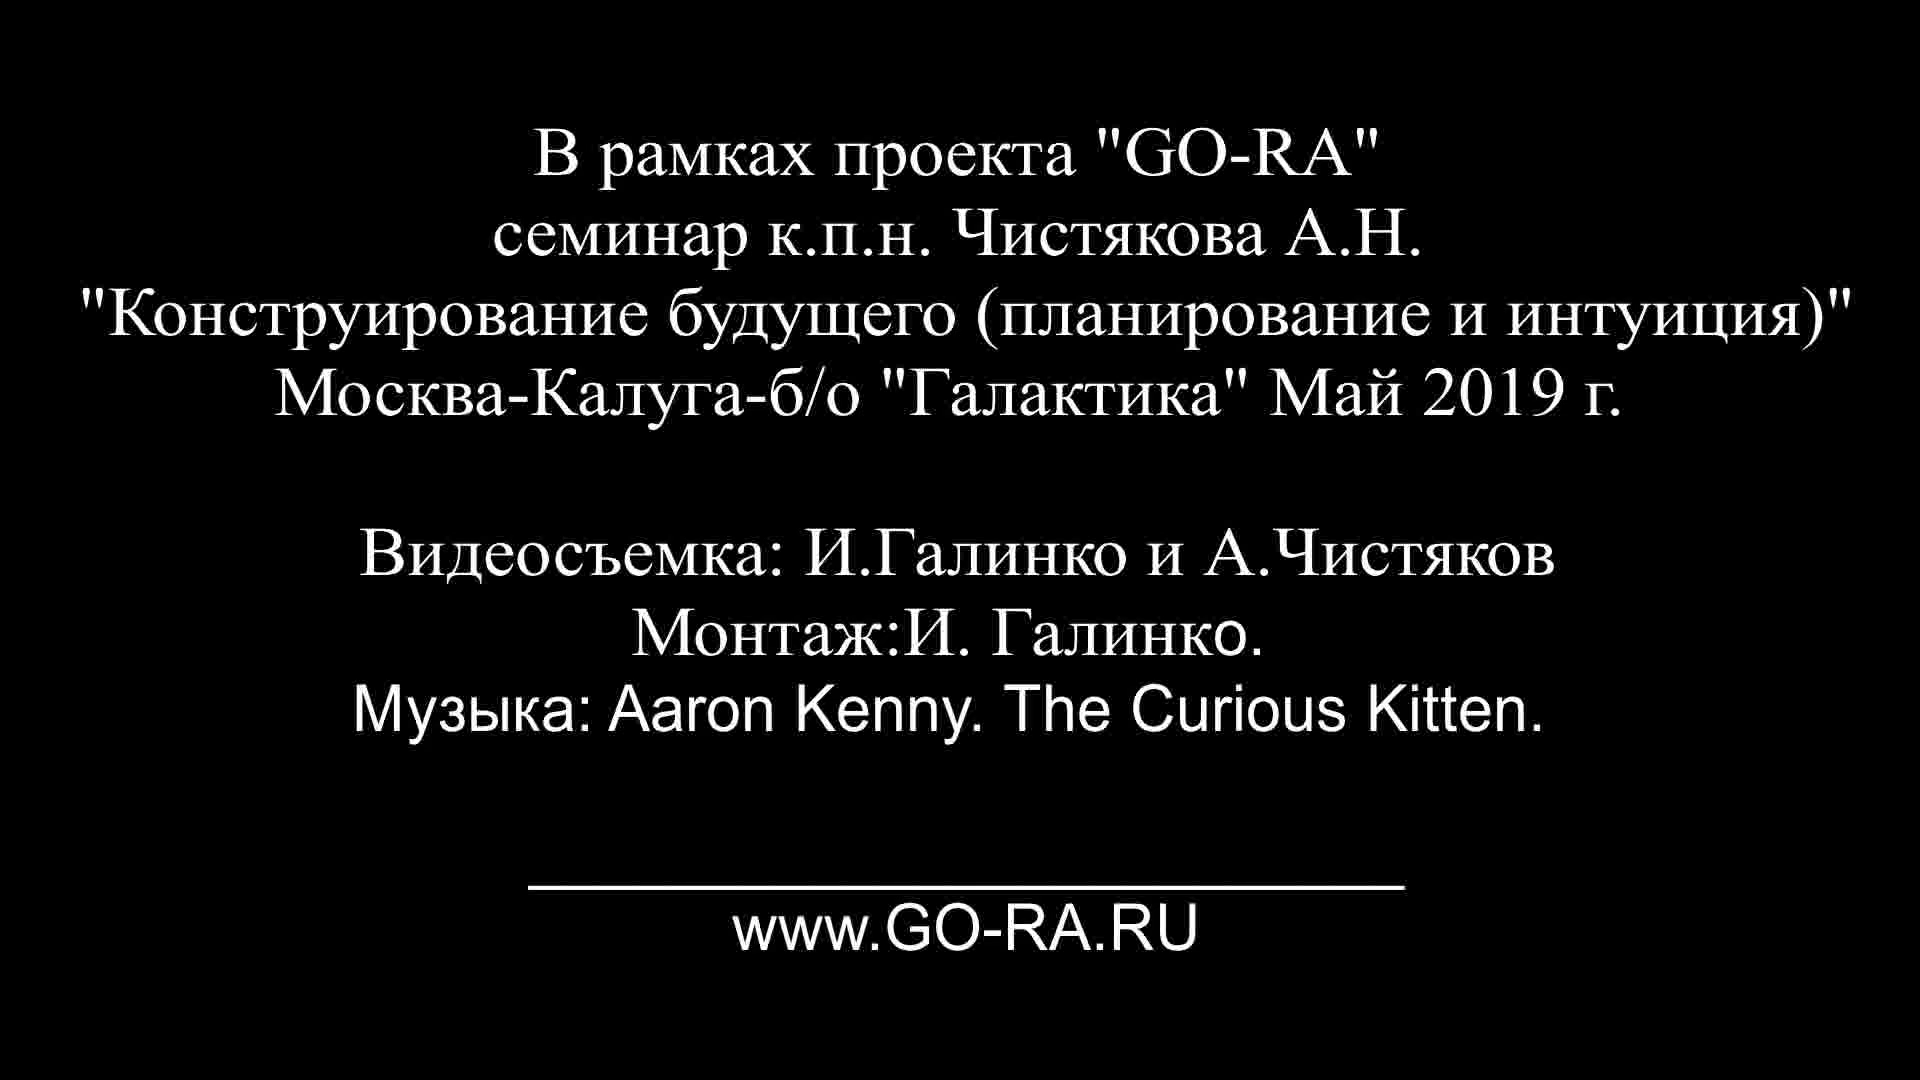 В рамках проекта "GO-RA"
семинар к.п.н. Чистякова А.Н.
"Конструирование будущего (планирование и интуиция)"
Москва-Калуга-б/о "Галактика" Май 2019 г.
Видеосъемка: И.Галинко и А.Чистяков
Монтаж:И. Галинко.
Музыка: Aaron Kenny. The Curious Kitten.
www.GO-RA.RU